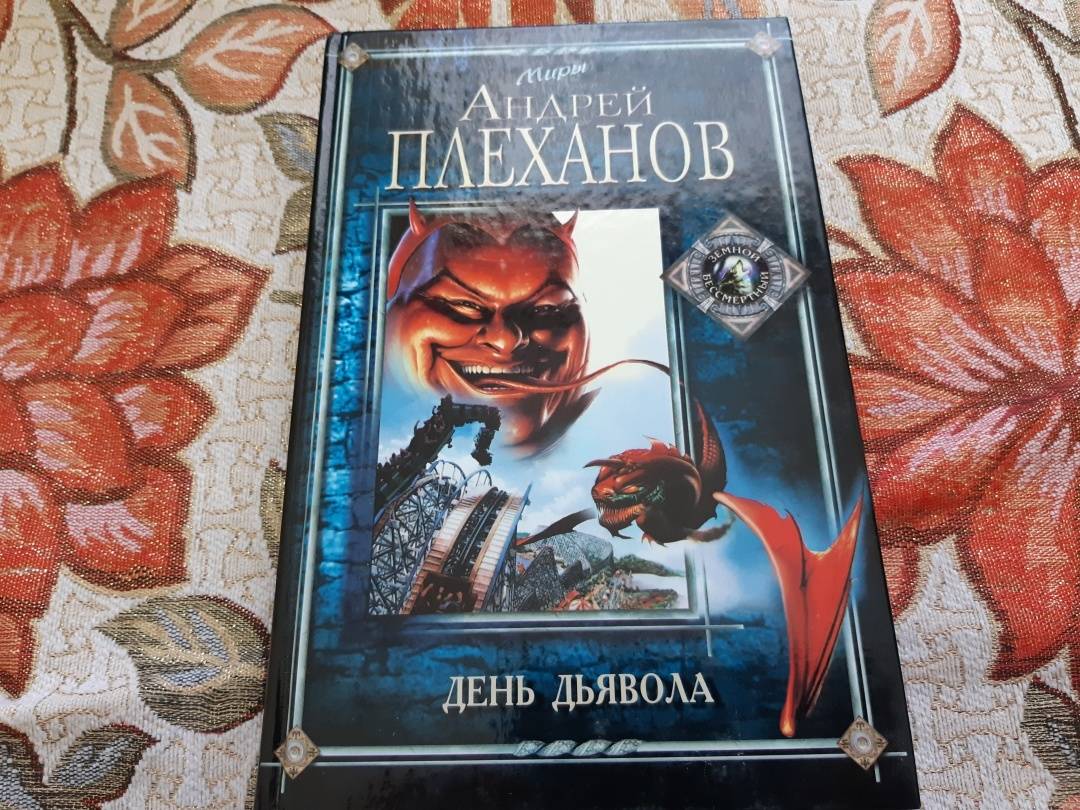 Миры
АНДРЕЙ
ПЛЕХАНОВ
ЗЕМНОЙ
БЕССМЕРТНЫЙ
ДЕНЬ ДЬЯВОЛА